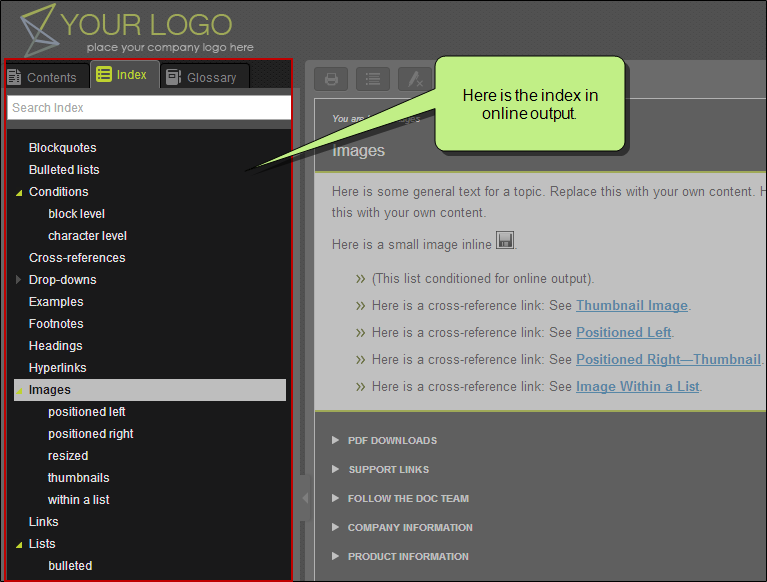 YOUR LOGO
place your company logo here
Contents
Index
Glossary
Search Index
Blockquotes
Bulleted lists
Conditions
block level
character level
Cross-references
Drop-downs
Examples
Footnotes
Headings
Hyperlinks
Images
positioned left
positioned right
resized
thumbnails
within a list
Links
Lists
bulleted
Here is the index in
online output.
You are
Images
Here is some general text for a topic. Replace this with your own content.
this with your own content.
Here is a small image inline
(This list conditioned for online output).
Here is a cross-reference link: See Thumbnail Image.
Here is a cross-reference link: See Positioned Left.
Here is a cross-reference link: See Positioned Right—Thumbnail.
Here is a cross-reference link: See Image Within a List.
PDF DOWNLOADS
SUPPORT LINKS
FOLLOW THE DOC TEAM
COMPANY INFORMATION
PRODUCT INFORMATION